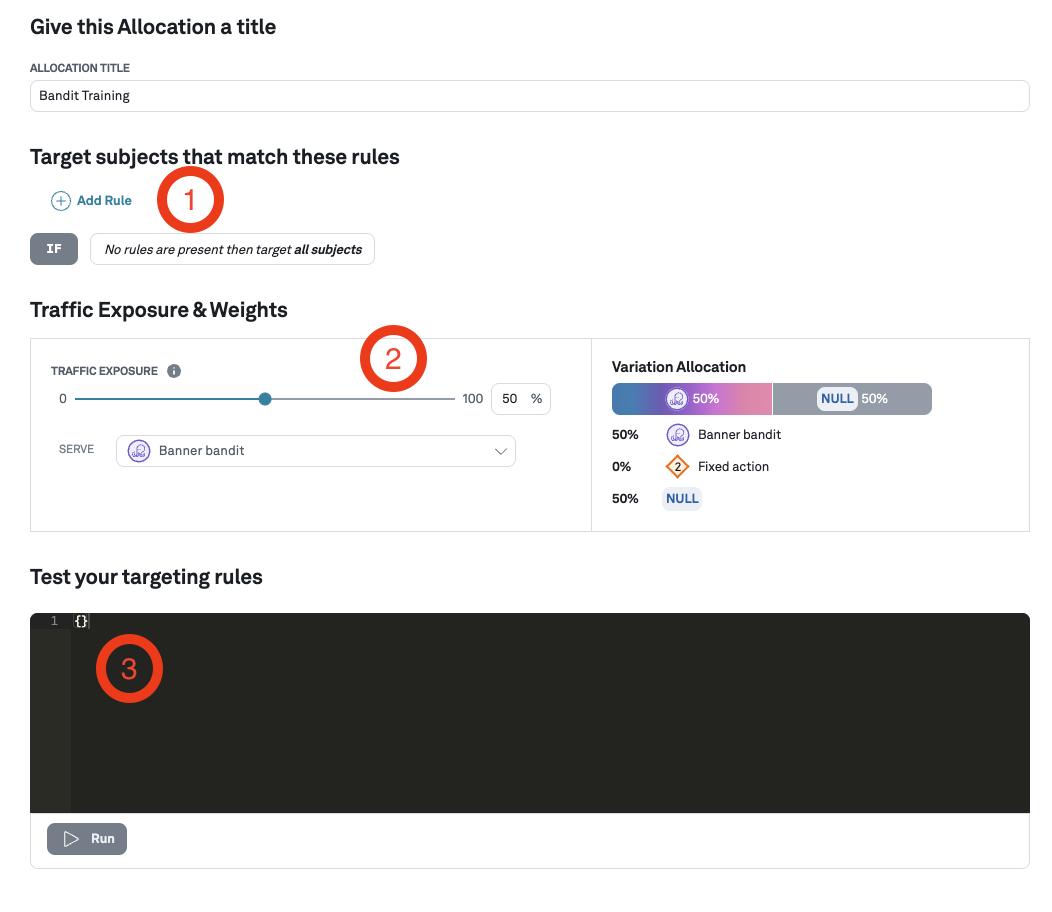 Give this Allocation a title
ALLOCATION TITLE
Bandit Training
Target subjects that match these rules
Add Rule
1
IF
No rules are present then target all subjects
Traffic Exposure & Weights
2
TRAFFIC EXPOSURE
0
100
50 %
SERVE
Banner bandit
Variation Allocation
50%
NULL 50%
50% Banner bandit
0% 2 Fixed action
50% NULL
Test your targeting rules
1 {}
3
Run